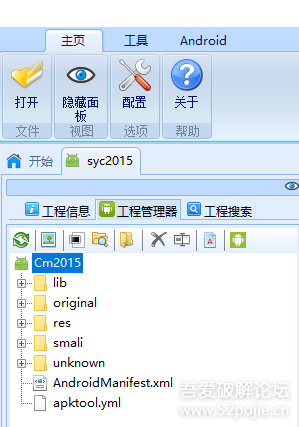 主页 工具 Android
打开 隐藏面板 配置 关于
文件 视图 选项 帮助
开始 syc2015
工程信息 工程管理器 工程搜索
Cm2015
lib
original
res
smali
unknown
AndroidManifest.xml
apktool.yml
吾爱破解论坛
www.52pojie.cn